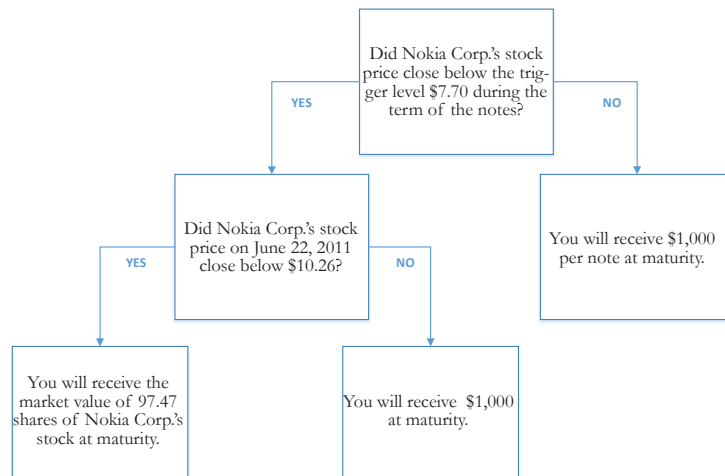 Did Nokia Corp.'s stock
price close below the trig-
ger level $7.70 during the
term of the notes?
YES
NO
Did Nokia Corp.'s stock
price on June 22, 2011
close below $10.26?
You will receive $1,000
per note at maturity.
YES
NO
You will receive the
market value of 97.47
shares of Nokia Corp.'s
stock at maturity.
You will receive $1,000
at maturity.